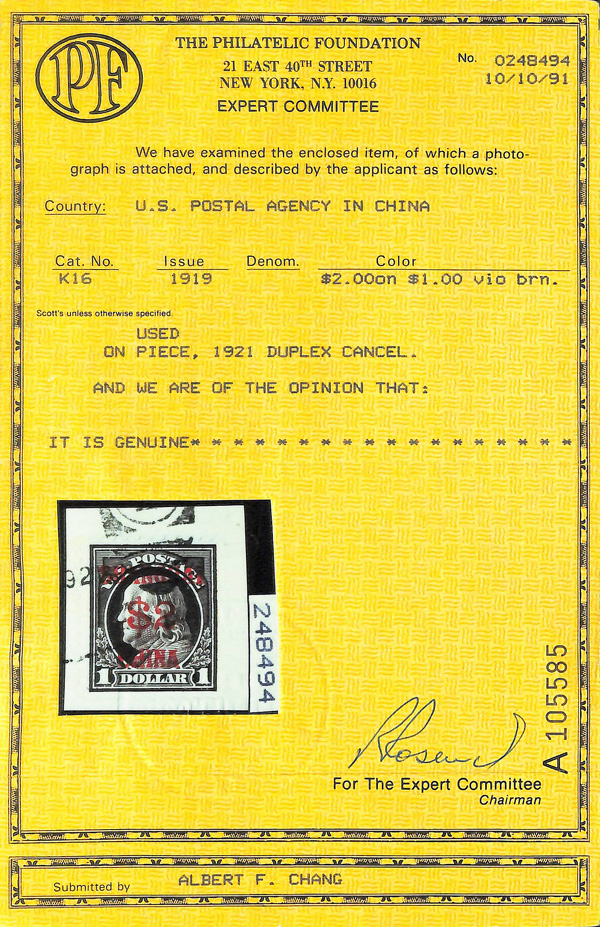 PF
THE PHILATELIC FOUNDATION
21 EAST 40TH STREET
NEW YORK, N.Y. 10016
EXPERT COMMITTEE
No. 0248494
10/10/91
We have examined the enclosed item, of which a photo-
graph is attached, and described by the applicant as follows:
Country: U.S. POSTAL AGENCY IN CHINA
Cat. No. Issue Denom. Color
K16 1919 $2.00on $1.00 vio brn.
Scott's unless otherwise specified.
USED
ON PIECE, 1921 DUPLEX CANCEL.
AND WE ARE OF THE OPINION THAT:
IT IS GENUINE* * * * * * * * * * * * * * * * * *
92
POSTAGE
$2
CHINA
1 DOLLAR 1
248494
A 105585
For The Expert Committee
Chairman
Submitted by ALBERT F. CHANG